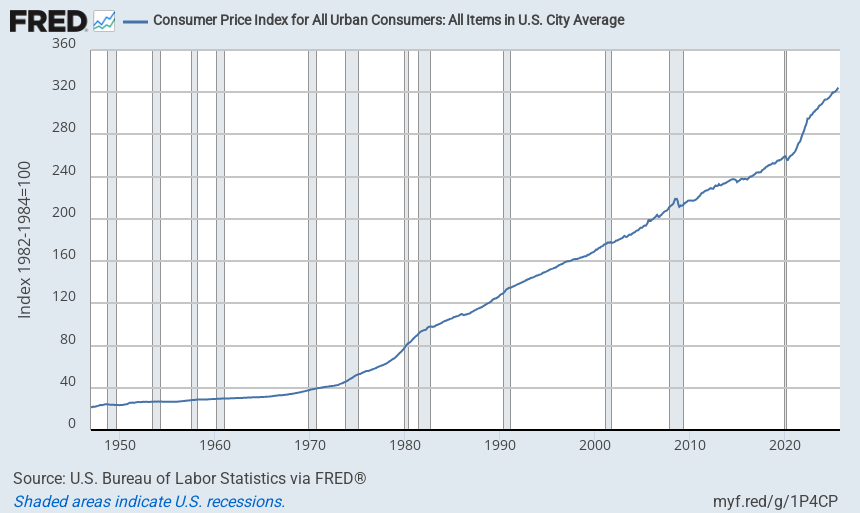 FRED Consumer Price Index for All Urban Consumers: All Items in U.S. City Average
Index 1982-1984=100
360
320
280
240
200
160
120
80
40
0
1950 1960 1970 1980 1990 2000 2010 2020
Source: U.S. Bureau of Labor Statistics via FRED®
Shaded areas indicate U.S. recessions.
myf.red/g/1P4CP